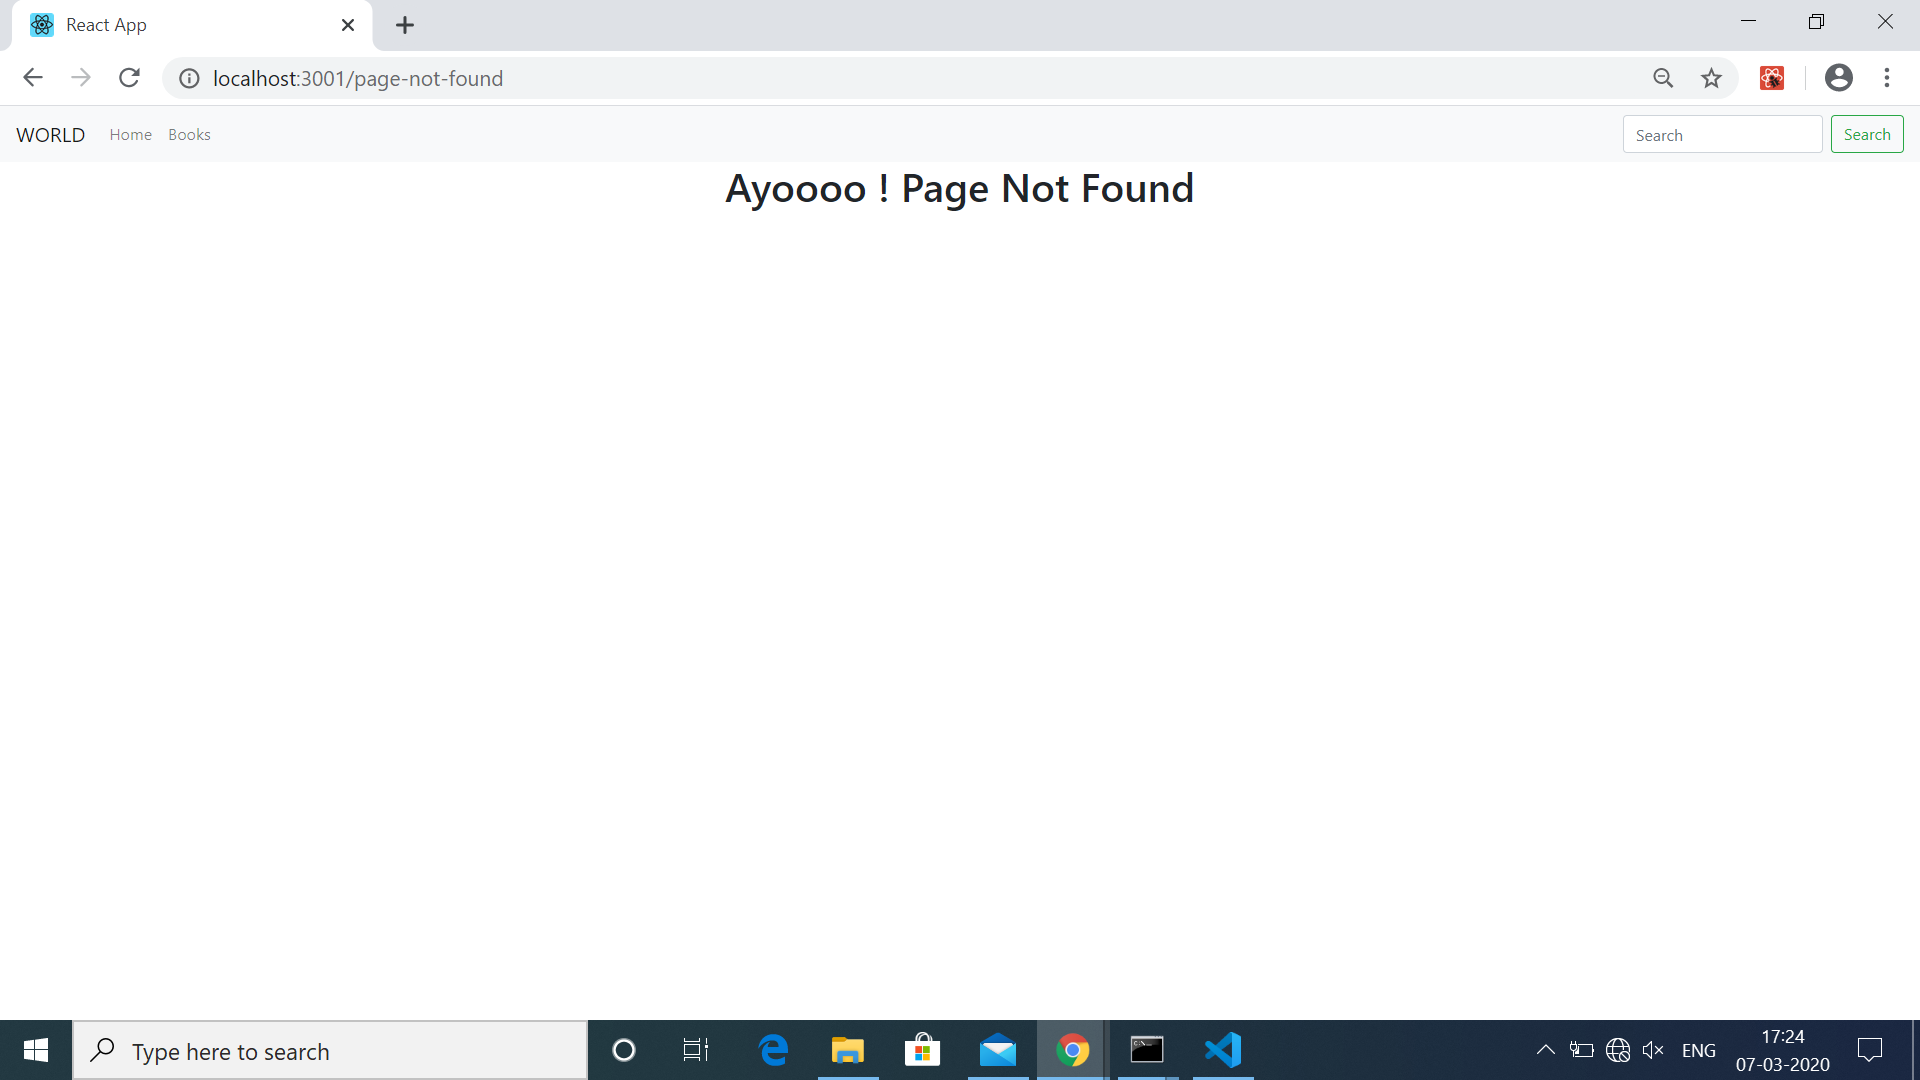 React App
localhost:3001/page-not-found
WORLD Home Books Search Search
Ayoooo ! Page Not Found
Type here to search
ENG
17:24
07-03-2020